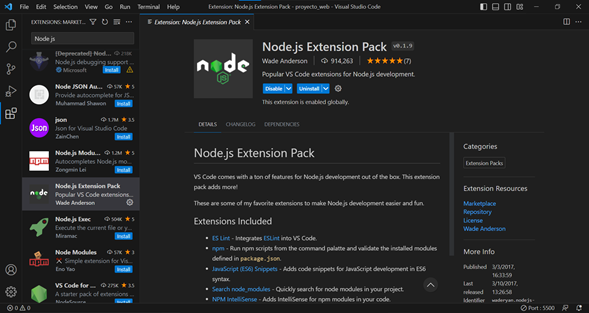 File Edit Selection View Go Run Terminal Help
Extension: Node.js Extension Pack - proyecto_web - Visual Studio Code
EXTENSIONS: MARKET...
Node js
[Deprecated] Nod...
Node.js debugging support ...
Microsoft
Install
Node JSON Au... 57K 5
Provide autocomplete for JS...
Muhammad Shawon
Install
json 1.7M 3.5
Json for Visual Studio Code
ZainChen
Install
Node.js Modu... 1.2M 5
Autocompletes Node.js mo...
Zongmin Lei
Install
Node.js Extension Pack
Popular VS Code extensions...
Wade Anderson
Node.js Exec 504K 5
Execute the current file or y...
Miramac
Install
Node Modules 57K 3
Simple extension for Vis...
Eno Yao
Install
VS Code for ... 275K 3.5
A starter pack of extensions ...
NodeSource
Install
Extension: Node.js Extension Pack
node
JS
Node.js Extension Pack v0.1.9
Wade Anderson 914,263 (7)
Popular VS Code extensions for Node.js development.
Disable Uninstall
This extension is enabled globally.
DETAILS CHANGELOG DEPENDENCIES
Node.js Extension Pack
VS Code comes with a ton of features for Node.js development out of the box. This extension
pack adds more!
These are some of my favorite extensions to make Node.js development easier and fun.
Extensions Included
• ES Lint - Integrates ESLint into VS Code.
• npm - Run npm scripts from the command palatte and validate the installed modules
defined in package.json.
• JavaScript (ES6) Snippets - Adds code snippets for JavaScript development in ES6
syntax.
• Search node_modules - Quickly search for node modules in your project.
• NPM IntelliSense - Adds IntelliSense for npm modules in your code.
Categories
Extension Packs
Extension Resources
Marketplace
Repository
License
Wade Anderson
More Info
Published 3/3/2017,
16:33:59
Last 3/10/2017,
released 13:26:58
Identifier waderyan.nodejs-
0 0
Port : 5500